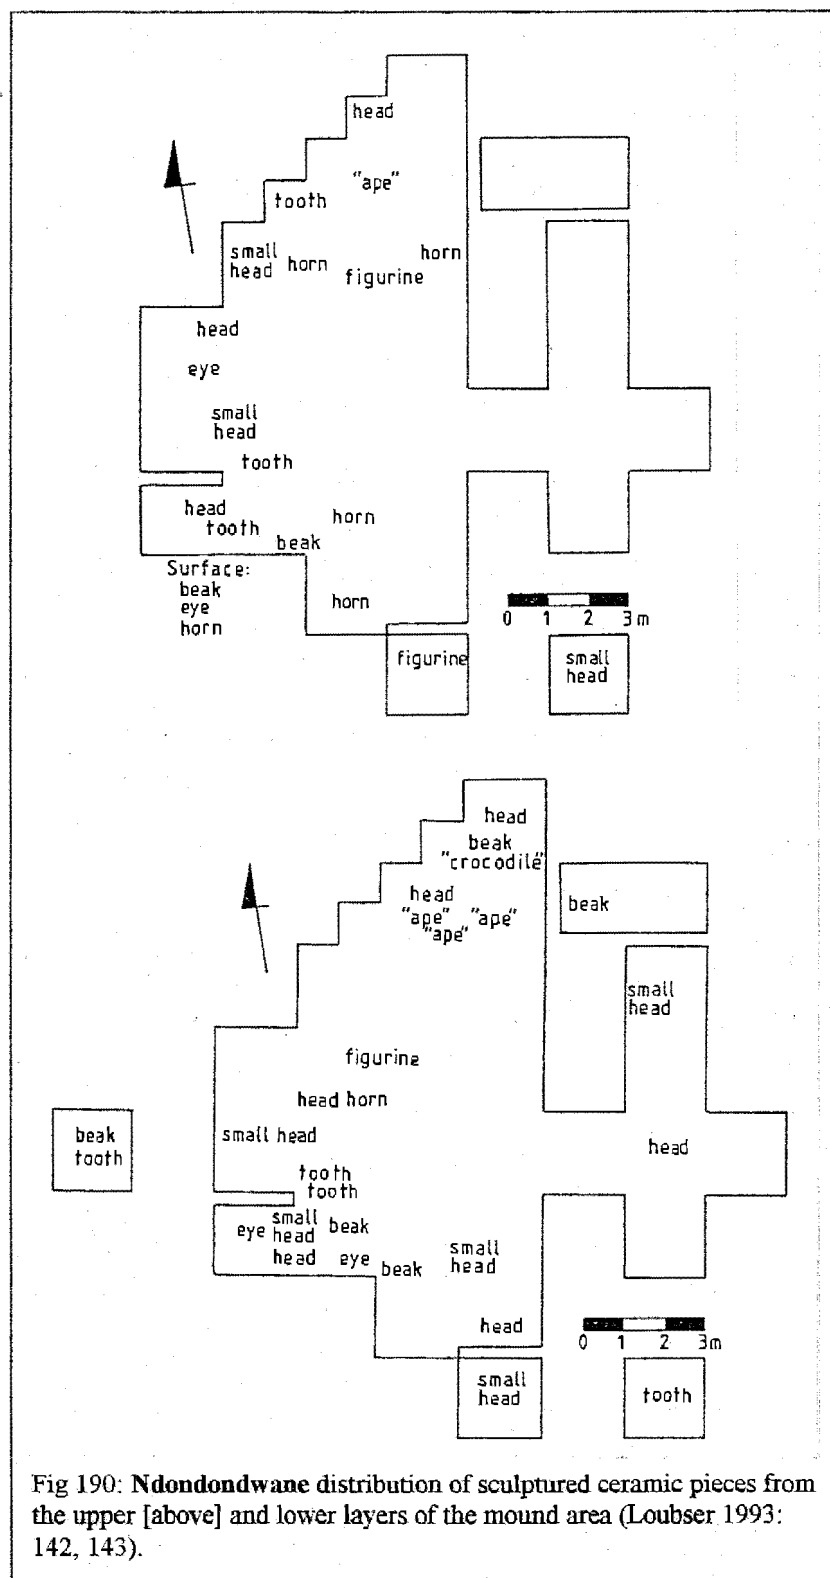 head
"ape"
tooth
small
head
horn
horn
figurine
head
eye
small
head
tooth
head
tooth
horn
beak
Surface:
beak
eye
horn
horn
0 1 2 3m
figurine
small
head
head
beak
"crocodile"
head
"ape" "ape"
"ape"
beak
small
head
figurine
head horn
small head
beak
tooth
head
tooth
tooth
eye
small
head
beak
head
eye
beak
small
head
head
0 1 2 3m
small
head
tooth
Fig 190: Ndondondwane distribution of sculptured ceramic pieces from
the upper [above] and lower layers of the mound area (Loubser 1993:
142, 143).